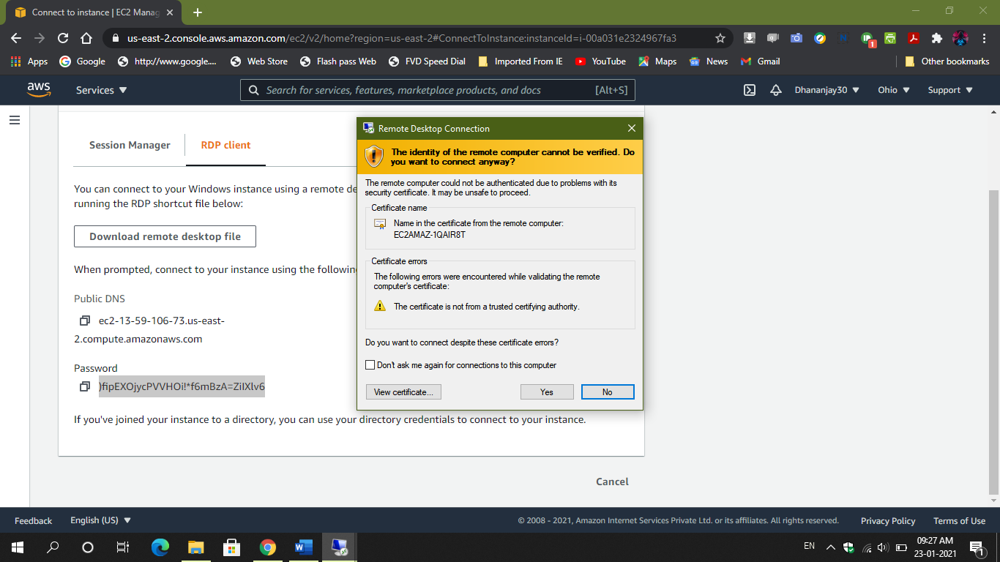 Connect to instance | EC2 Manag
us-east-2.console.aws.amazon.com/ec2/v2/home?region=us-east-2#ConnectToInstance:instanceId=i-00a031e2324967fa3
1
Apps Google http://www.google.... Web Store Flash pass Web FVD Speed Dial Imported From IE YouTube Maps News Gmail Other bookmarks
aws Services Search for services, features, marketplace products, and docs [Alt+S] Dhananjay30 Ohio Support
Session Manager RDP client
You can connect to your Windows instance using a remote de
running the RDP shortcut file below:
Download remote desktop file
When prompted, connect to your instance using the following
Public DNS
ec2-13-59-106-73.us-east-
2.compute.amazonaws.com
Password
)fipEXOjycPVVHOi!*f6mBzA=ZiIXlv6
If you've joined your instance to a directory, you can use your directory credentials to connect to your instance.
Cancel
Remote Desktop Connection
The identity of the remote computer cannot be verified. Do
you want to connect anyway?
The remote computer could not be authenticated due to problems with its
security certificate. It may be unsafe to proceed.
Certificate name
Name in the certificate from the remote computer:
EC2AMAZ-1QAIR8T
Certificate errors
The following errors were encountered while validating the remote
computer's certificate:
The certificate is not from a trusted certifying authority.
Do you want to connect despite these certificate errors?
Don't ask me again for connections to this computer
View certificate... Yes No
Feedback English (US) © 2008 - 2021, Amazon Internet Services Private Ltd. or its affiliates. All rights reserved. Privacy Policy Terms of Use
EN 09:27 AM
23-01-2021
1